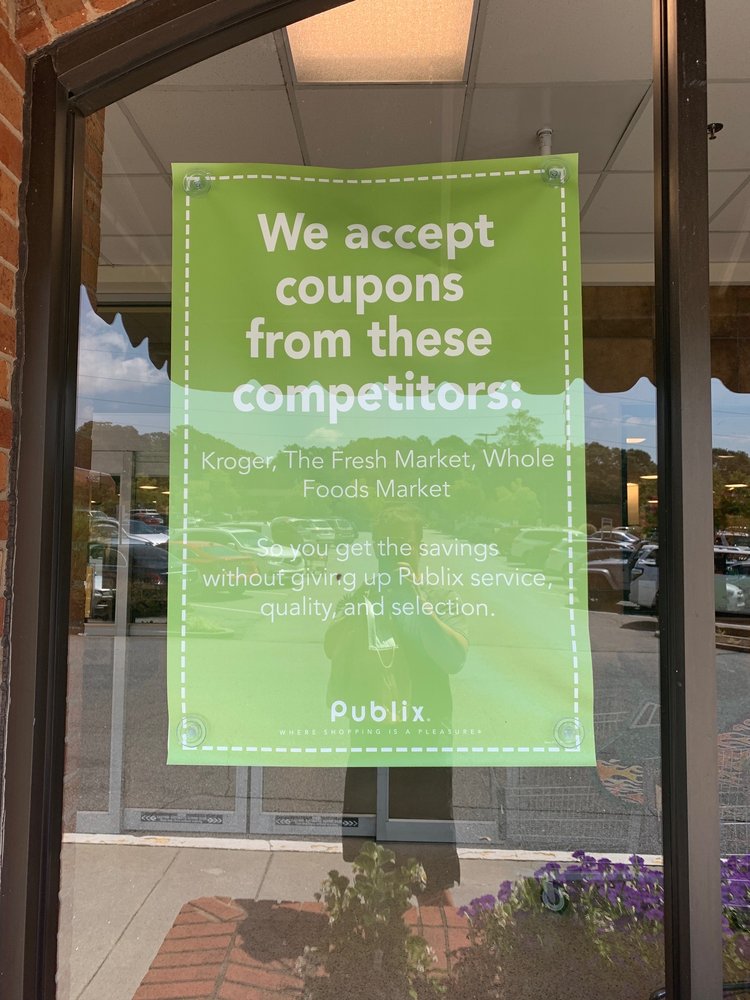 We accept
coupons
from these
competitors:
Kroger, The Fresh Market, Whole
Foods Market
So you get the savings
without giving up Publix service,
quality, and selection.
Publix®
WHERE SHOPPING IS A PLEASURE®